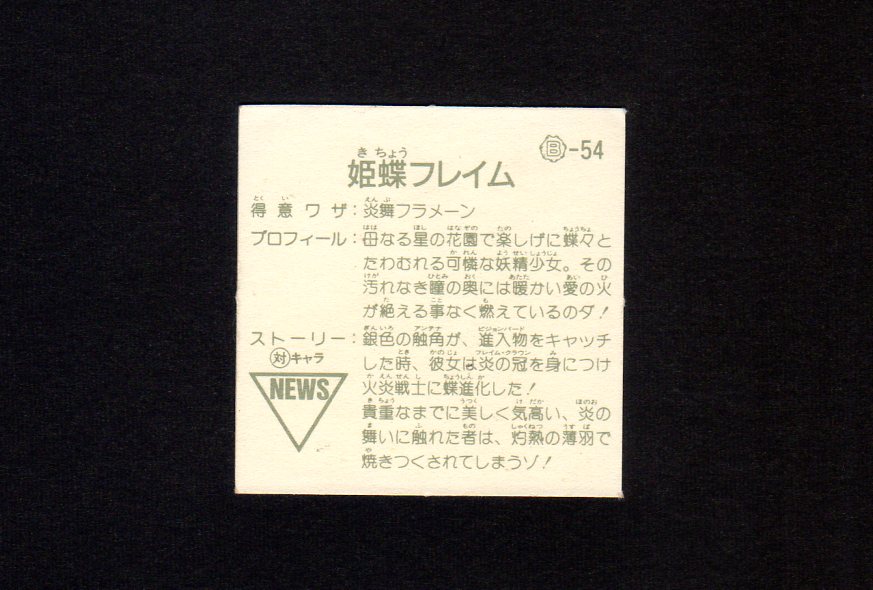 Ⓑ-54
姫蝶フレイム
得意ワザ：炎舞フラメーン
プロフィール：母なる星の花園で楽しげに蝶々と
たわむれる可憐な妖精少女。その
汚れなき瞳の奥には暖かい愛の火
が絶える事なく燃えているのダ！
ストーリー：銀色の触角が、進入物をキャッチ
㊥キャラ
した時、彼女は炎の冠を身につけ
NEWS
火炎戦士に蝶進化した！
貴重なまでに美しく気高い、炎の
舞いに触れた者は、灼熱の薄羽で
焼きつくされてしまうゾ！